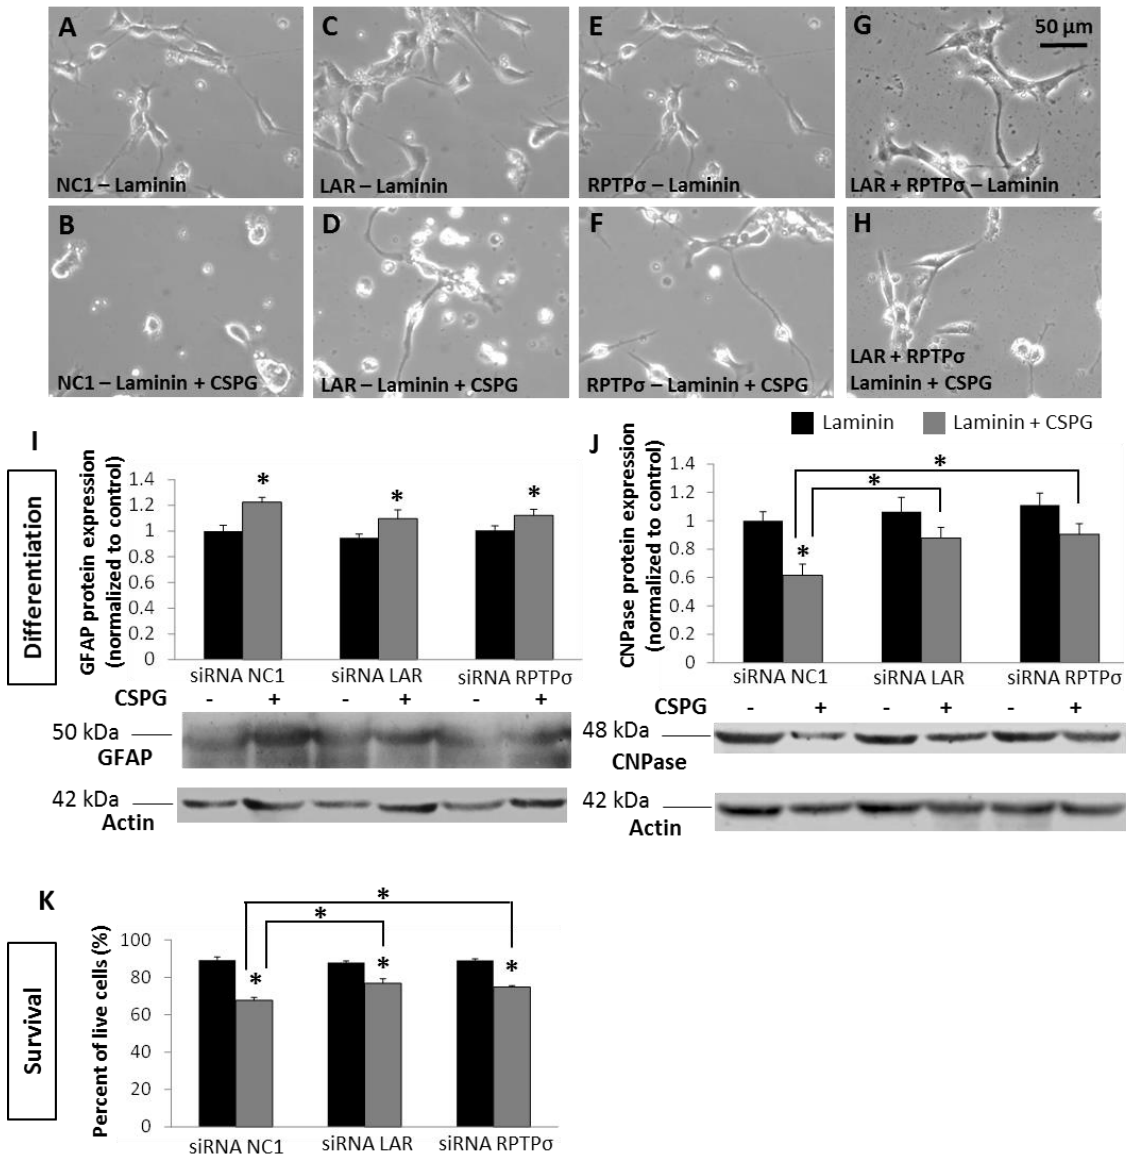 A
NC1 – Laminin
C
LAR – Laminin
E
RPTPσ – Laminin
G
50 µm
LAR + RPTPσ – Laminin
B
NC1 – Laminin + CSPG
D
LAR – Laminin + CSPG
F
RPTPσ – Laminin + CSPG
H
LAR + RPTPσ
Laminin + CSPG
Laminin
Laminin + CSPG
Differentiation
I
GFAP protein expression
(normalized to control)
1.4
1.2
1
0.8
0.6
0.4
0.2
0
*
*
*
siRNA NC1
siRNA LAR
siRNA RPTPσ
CSPG
- + - + - +
50 kDa
GFAP
42 kDa
Actin
J
CNPase protein expression
(normalized to control)
1.4
1.2
1
0.8
0.6
0.4
0.2
0
*
*
*
siRNA NC1
siRNA LAR
siRNA RPTPσ
CSPG
- + - + - +
48 kDa
CNPase
42 kDa
Actin
Survival
K
Percent of live cells (%)
100
80
60
40
20
0
*
*
*
*
*
siRNA NC1
siRNA LAR
siRNA RPTPσ